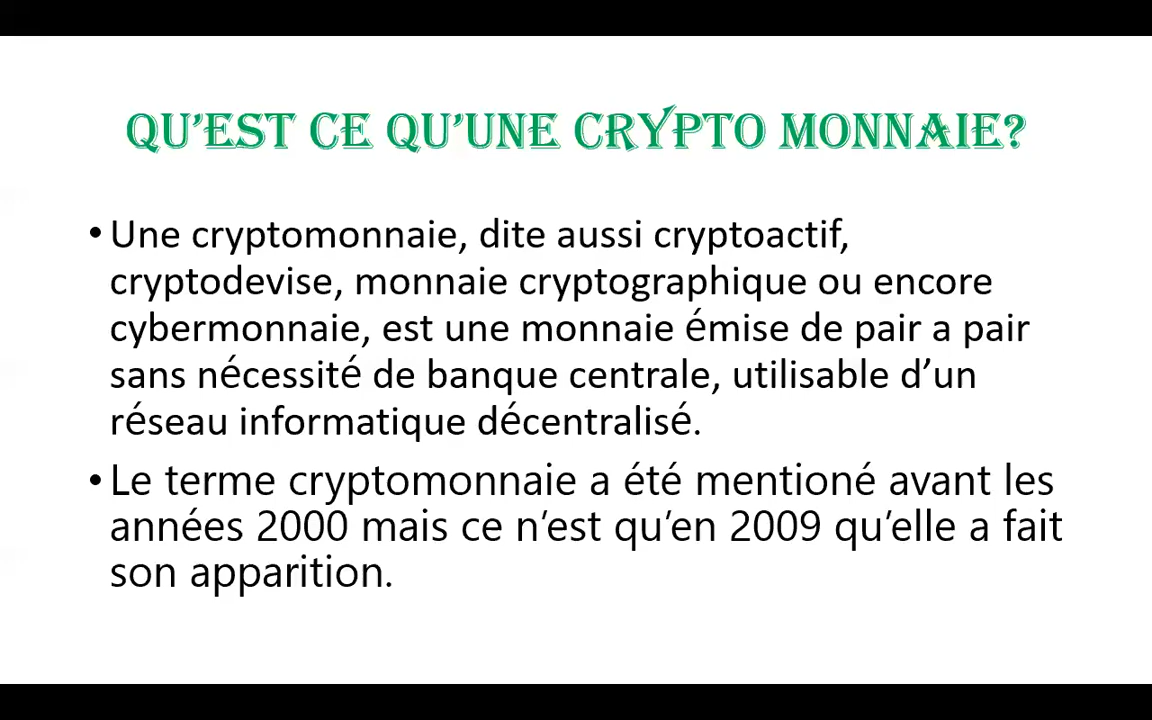 QU'EST CE QU'UNE CRYPTO MONNAIE?
• Une cryptomonnaie, dite aussi cryptoactif,
cryptodevise, monnaie cryptographique ou encore
cybermonnaie, est une monnaie émise de pair a pair
sans nécessité de banque centrale, utilisable d'un
réseau informatique décentralisé.
• Le terme cryptomonnaie a été mentioné avant les
années 2000 mais ce n'est qu'en 2009 qu'elle a fait
son apparition.